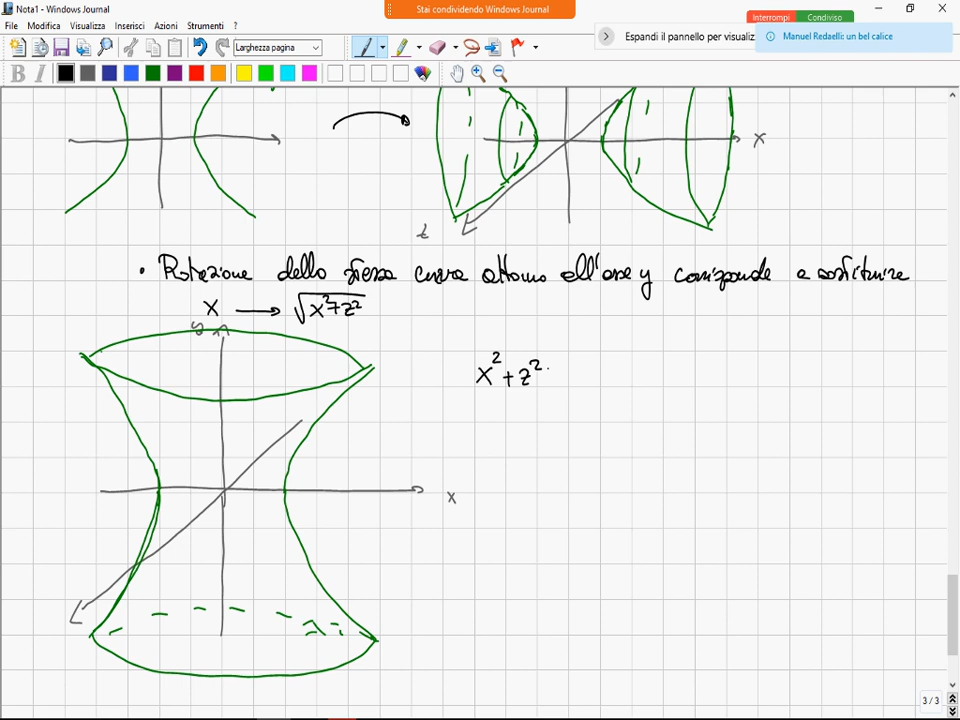 Nota1 - Windows Journal
Stai condividendo Windows Journal
Interrompi
Condiviso
File Modifica Visualizza Inserisci Azioni Strumenti ?
Espandi il pannello per visualiz
Manuel Redaelli: un bel calice
Larghezza pagina
B I
x
z
• Rotazione della stessa curva attorno all'asse y corrisponde a sostituire
x ⟶ √x²+z²
y
x²+z²
x
3 / 3